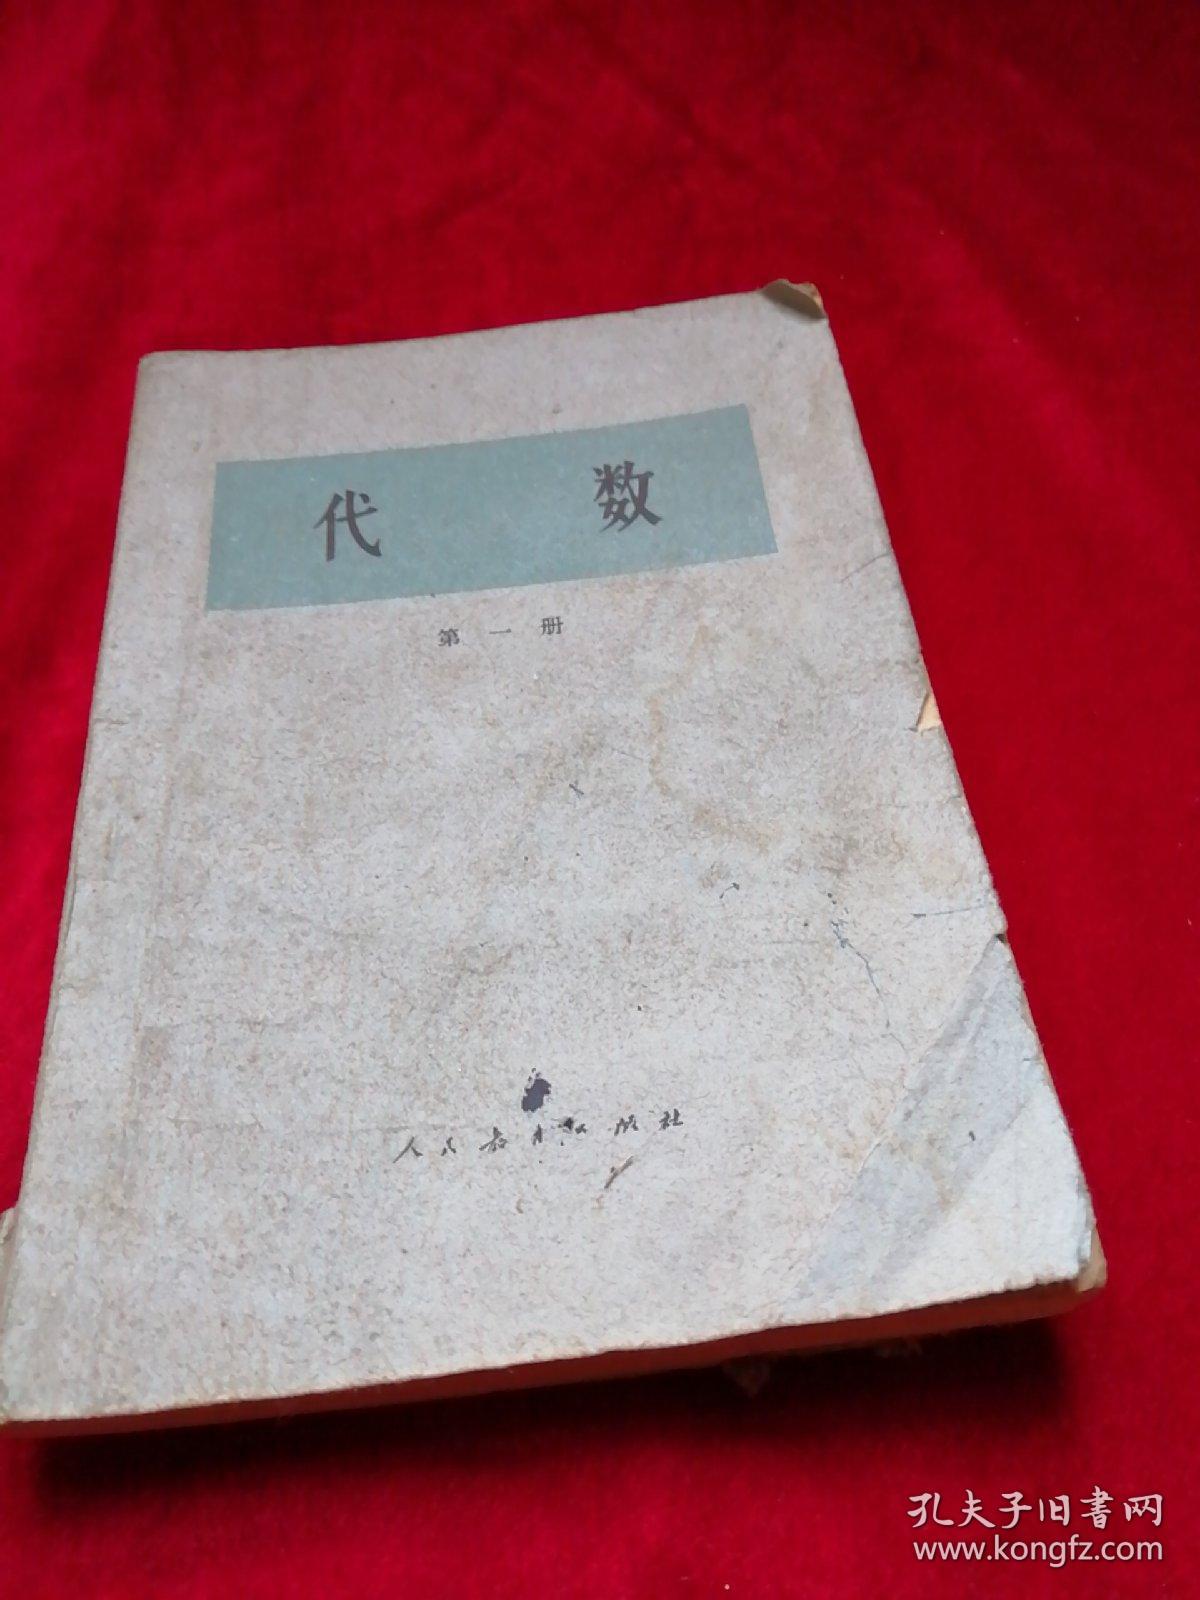 代 数
第一册
人民教育出版社
孔夫子旧书网
www.kongfz.com